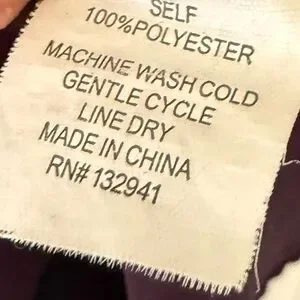 SELF
100%POLYESTER
MACHINE WASH COLD
GENTLE CYCLE
LINE DRY
MADE IN CHINA
RN# 132941